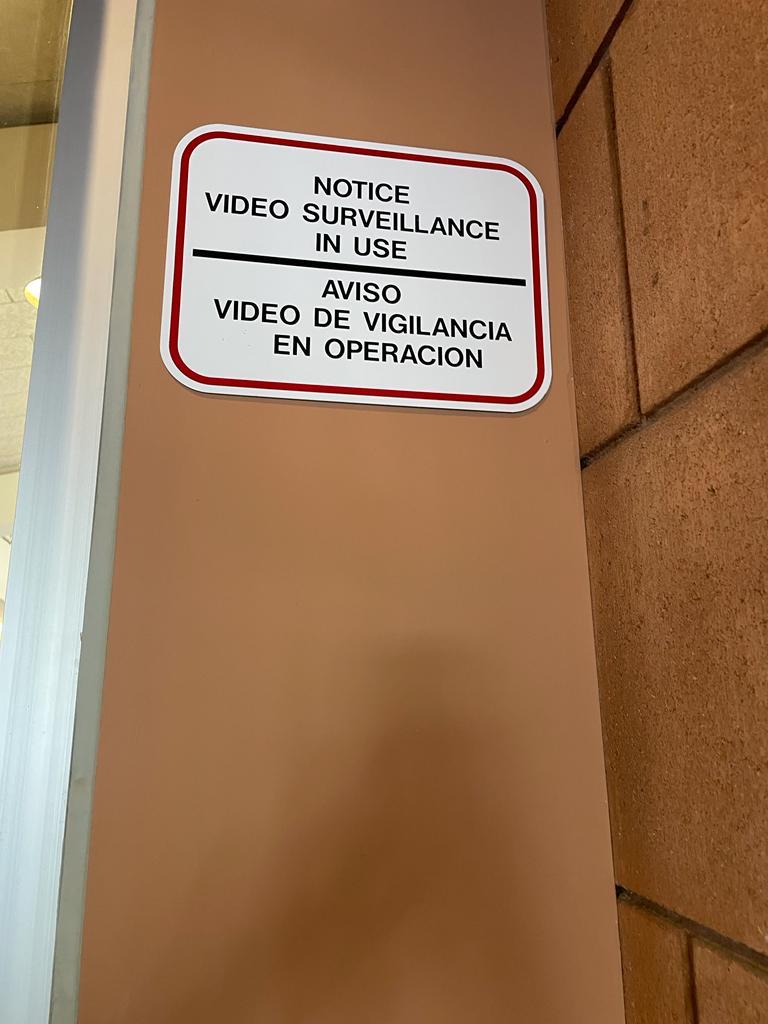 NOTICE
VIDEO SURVEILLANCE
IN USE
AVISO
VIDEO DE VIGILANCIA
EN OPERACION